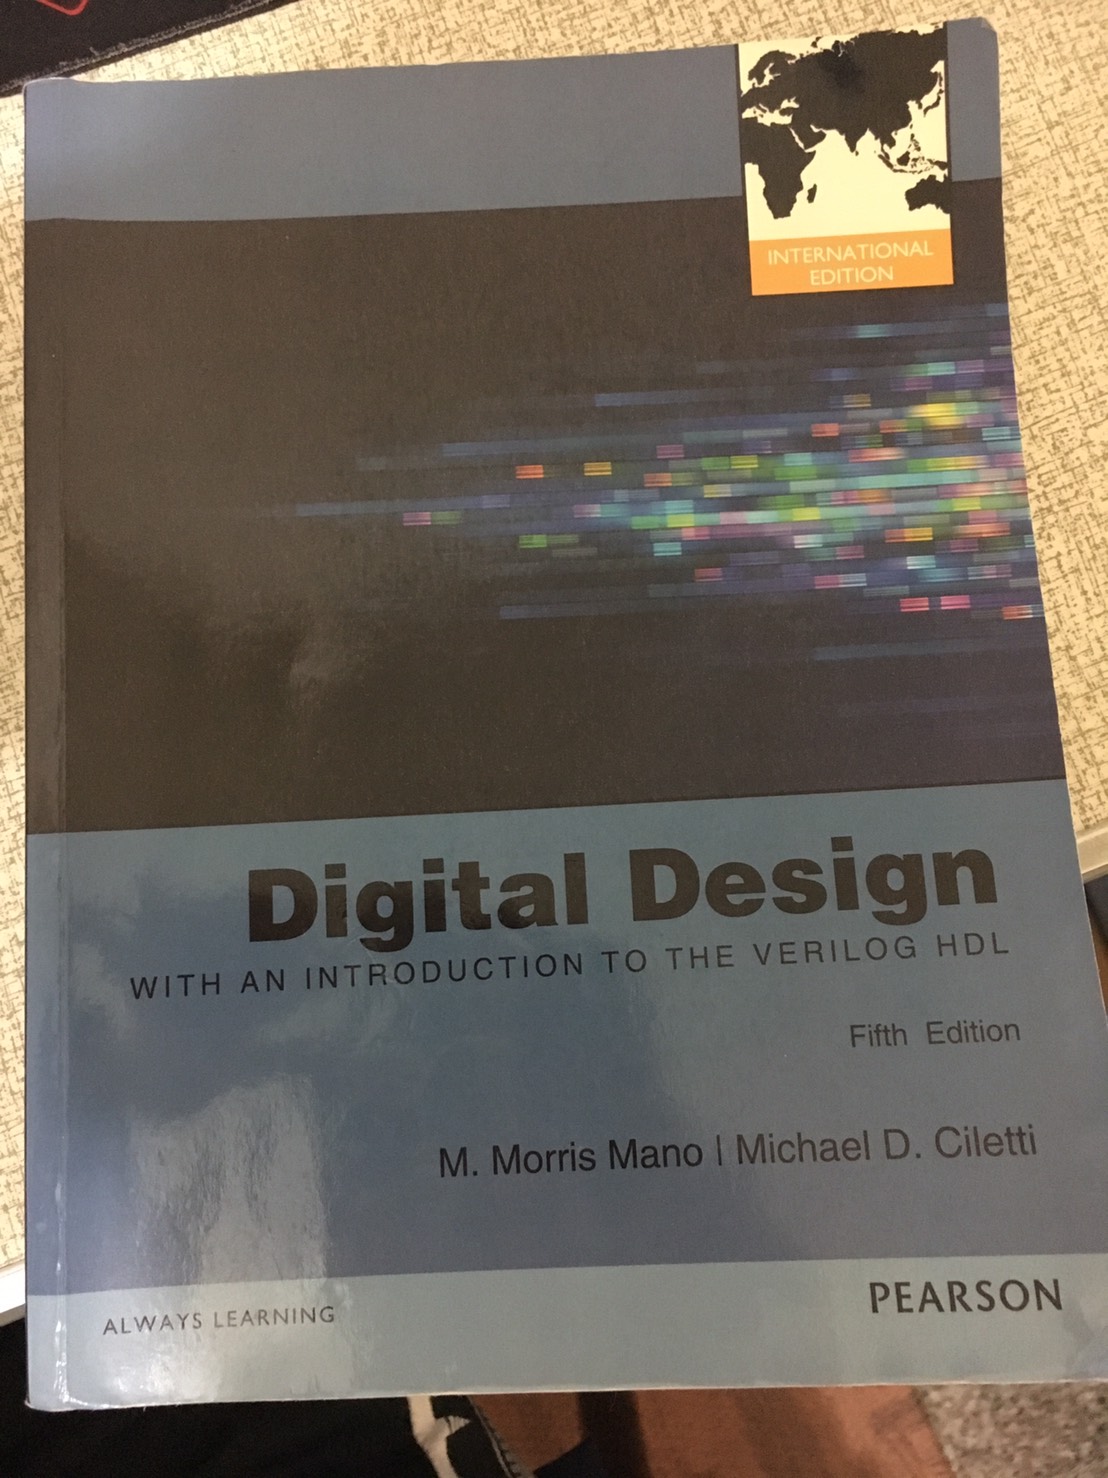 INTERNATIONAL
EDITION
Digital Design
WITH AN INTRODUCTION TO THE VERILOG HDL
Fifth Edition
M. Morris Mano | Michael D. Ciletti
ALWAYS LEARNING
PEARSON